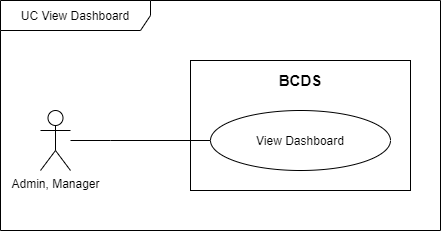 UC View Dashboard
BCDS
View Dashboard
Admin, Manager